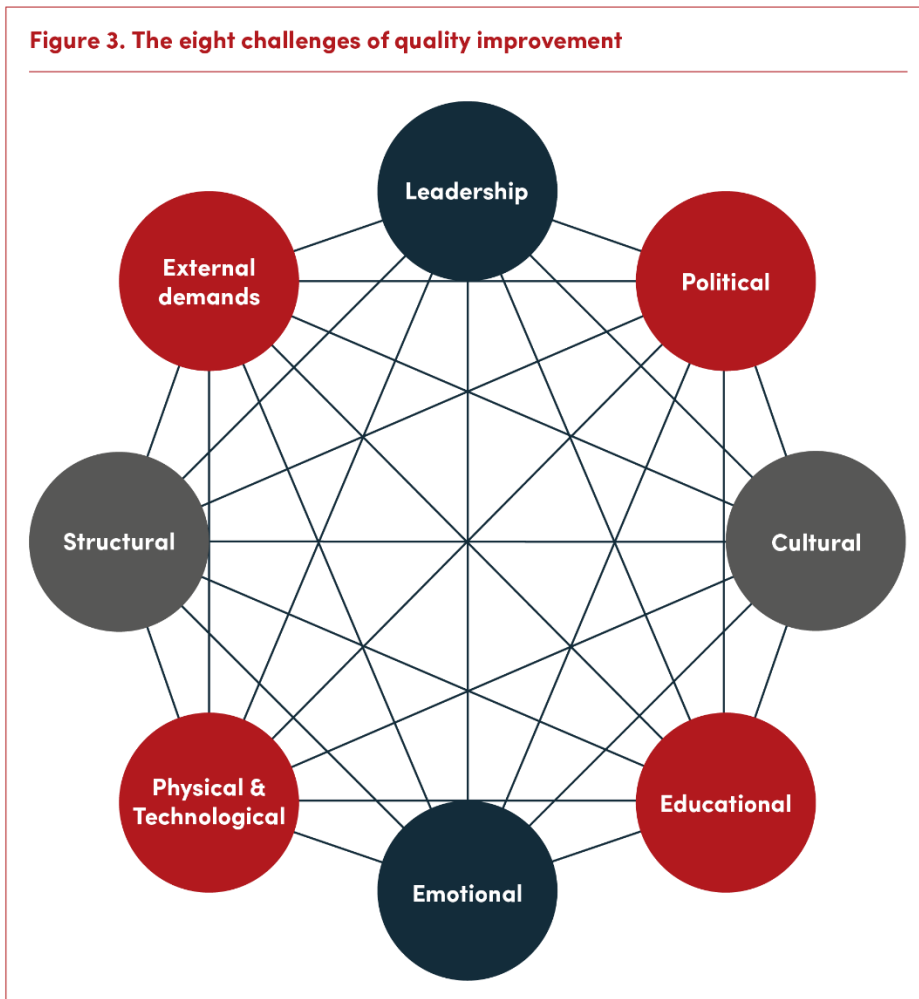 Figure 3. The eight challenges of quality improvement
Leadership
External
demands
Political
Structural
Cultural
Physical &
Technological
Educational
Emotional